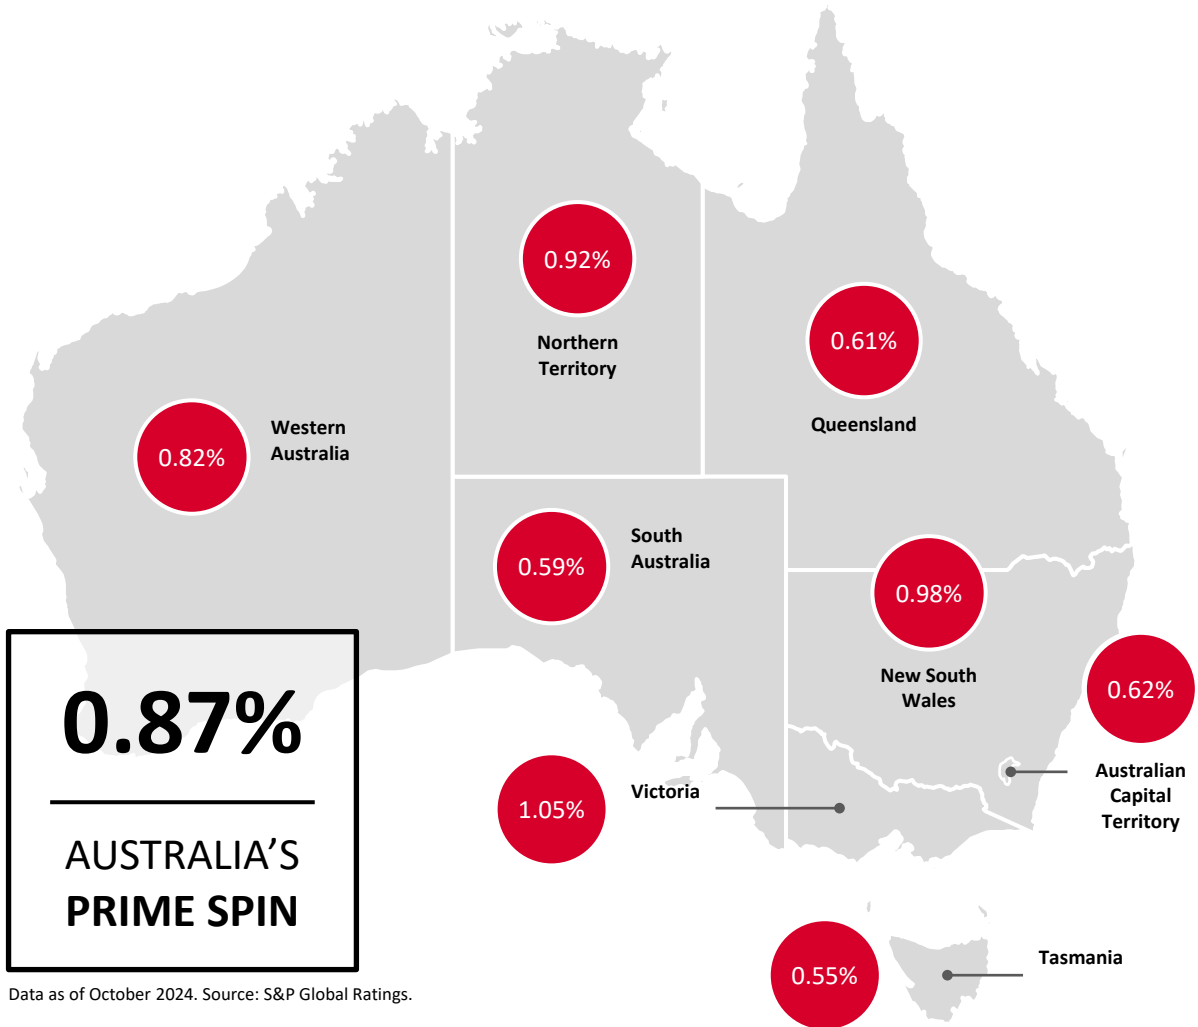 0.92%
Northern
Territory
0.61%
Queensland
0.82%
Western
Australia
0.59%
South
Australia
0.98%
New South
Wales
0.62%
Australian
Capital
Territory
1.05%
Victoria
0.55%
Tasmania
0.87%
AUSTRALIA’S
PRIME SPIN
Data as of October 2024. Source: S&P Global Ratings.